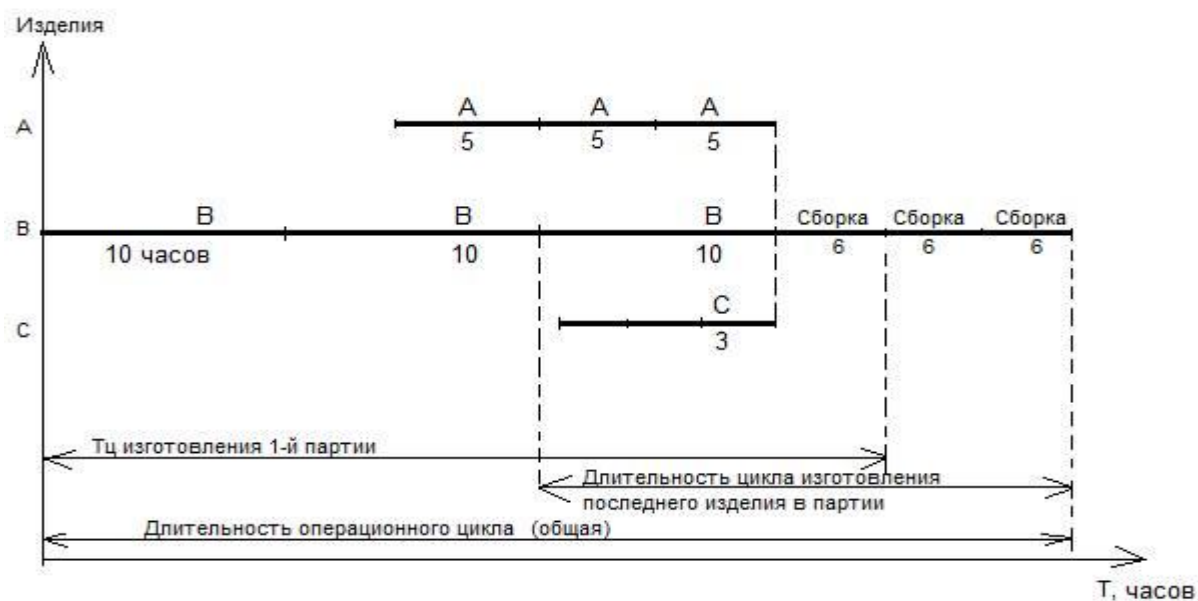 Изделия
А
А
А
А
5
5
5
В
В
В
В
Сборка
Сборка
Сборка
10 часов
10
10
6
6
6
С
С
3
Тц изготовления 1-й партии
Длительность цикла изготовления
последнего изделия в партии
Длительность операционного цикла (общая)
Т, часов